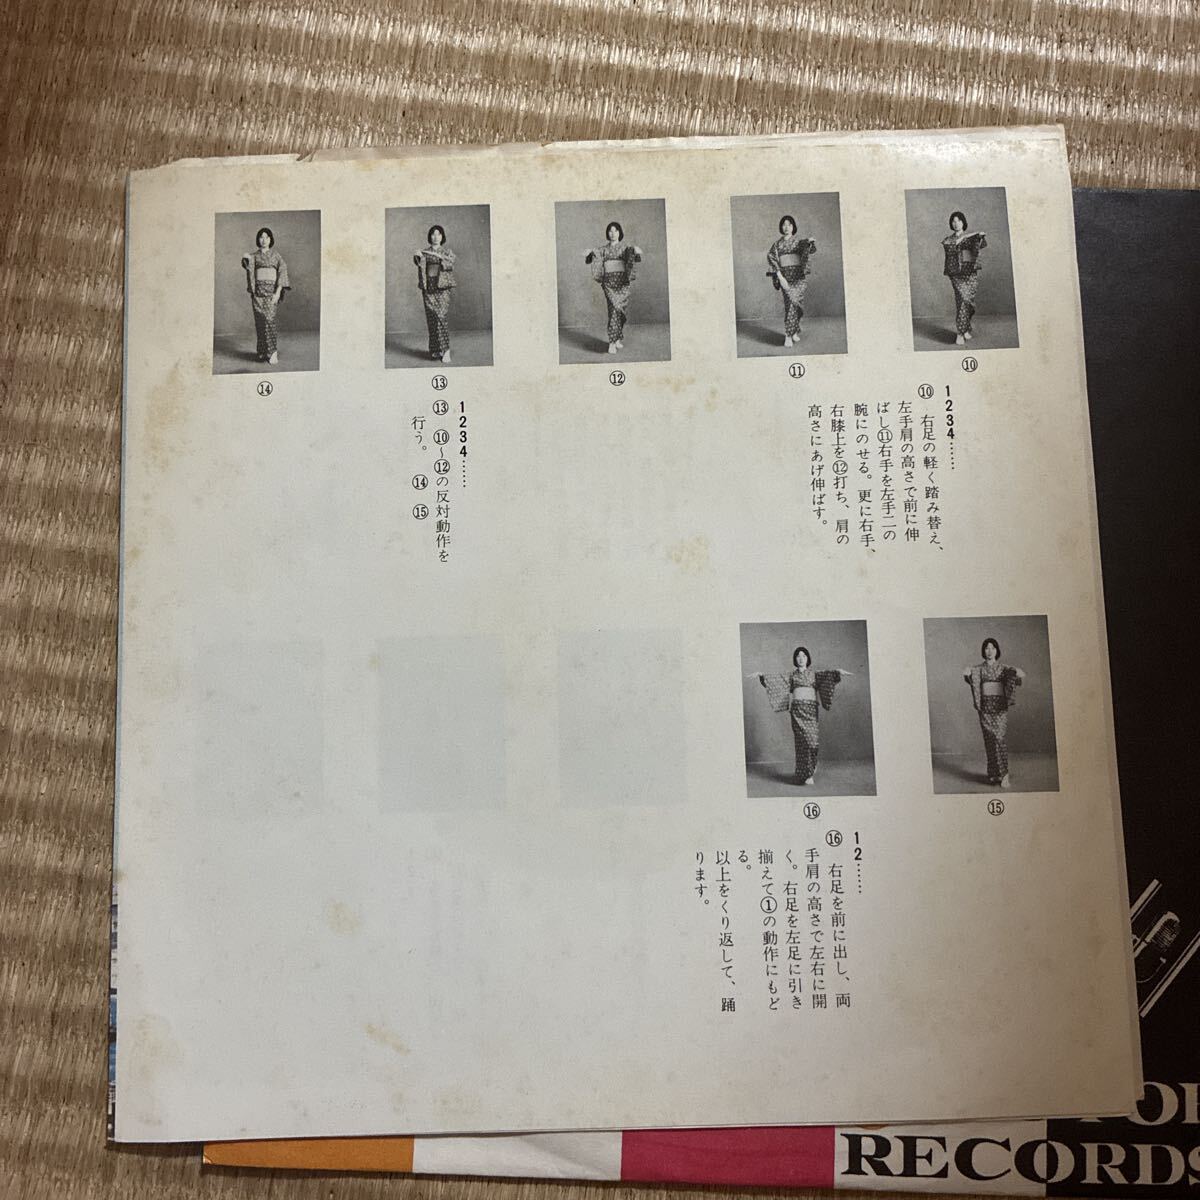 ⑩
⑪
⑫
⑬
⑭
1234……
⑩ 右足の軽く踏み替え、
左手肩の高さで前に伸
ばし⑪右手を左手二の
腕にのせる。更に右手、
右膝上を⑫打ち、肩の
高さにあげ伸ばす。
1234……
⑬ ⑩〜⑫の反対動作を
行う。 ⑭ ⑮
⑮
⑯
12……
⑯ 右足を前に出し、両
手肩の高さで左右に開
く。右足を左足に引き
揃えて①の動作にもど
る。
以上をくり返して、踊
ります。
RECORDS